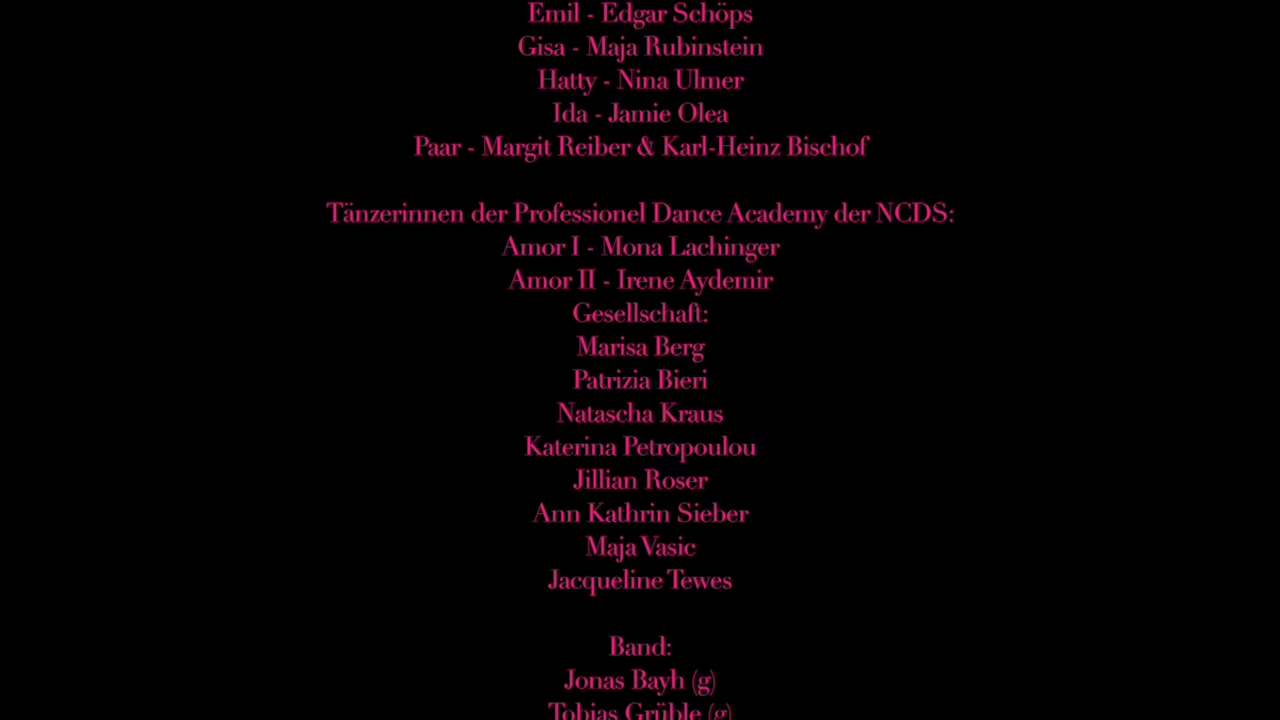 Emil - Edgar Schöps
Gisa - Maja Rubinstein
Hatty - Nina Ulmer
Ida - Jamie Olea
Paar - Margit Reiber & Karl-Heinz Bischof
Tänzerinnen der Professionel Dance Academy der NCDS:
Amor I - Mona Lachinger
Amor II - Irene Aydemir
Gesellschaft:
Marisa Berg
Patrizia Bieri
Natascha Kraus
Katerina Petropoulou
Jillian Roser
Ann Kathrin Sieber
Maja Vasic
Jacqueline Tewes
Band:
Jonas Bayh (g)
Tobias Grüble (g)